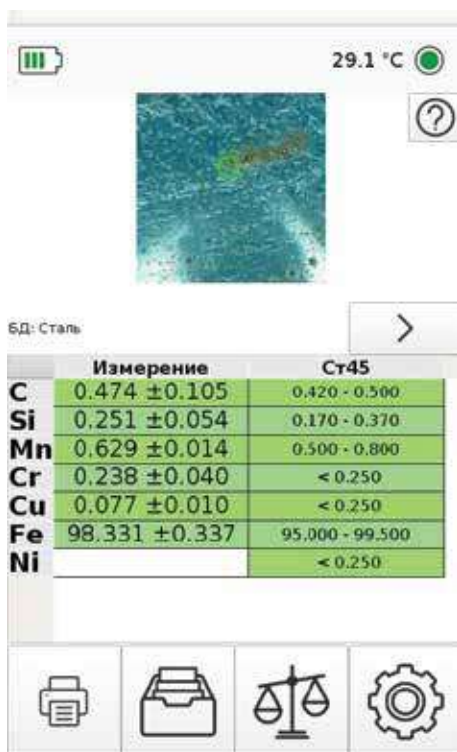 29.1 °C
?
БД: Сталь
Измерение Ст45
C 0.474 ±0.105 0.420 - 0.500
Si 0.251 ±0.054 0.170 - 0.370
Mn 0.629 ±0.014 0.500 - 0.800
Cr 0.238 ±0.040 < 0.250
Cu 0.077 ±0.010 < 0.250
Fe 98.331 ±0.337 95.000 - 99.500
Ni < 0.250